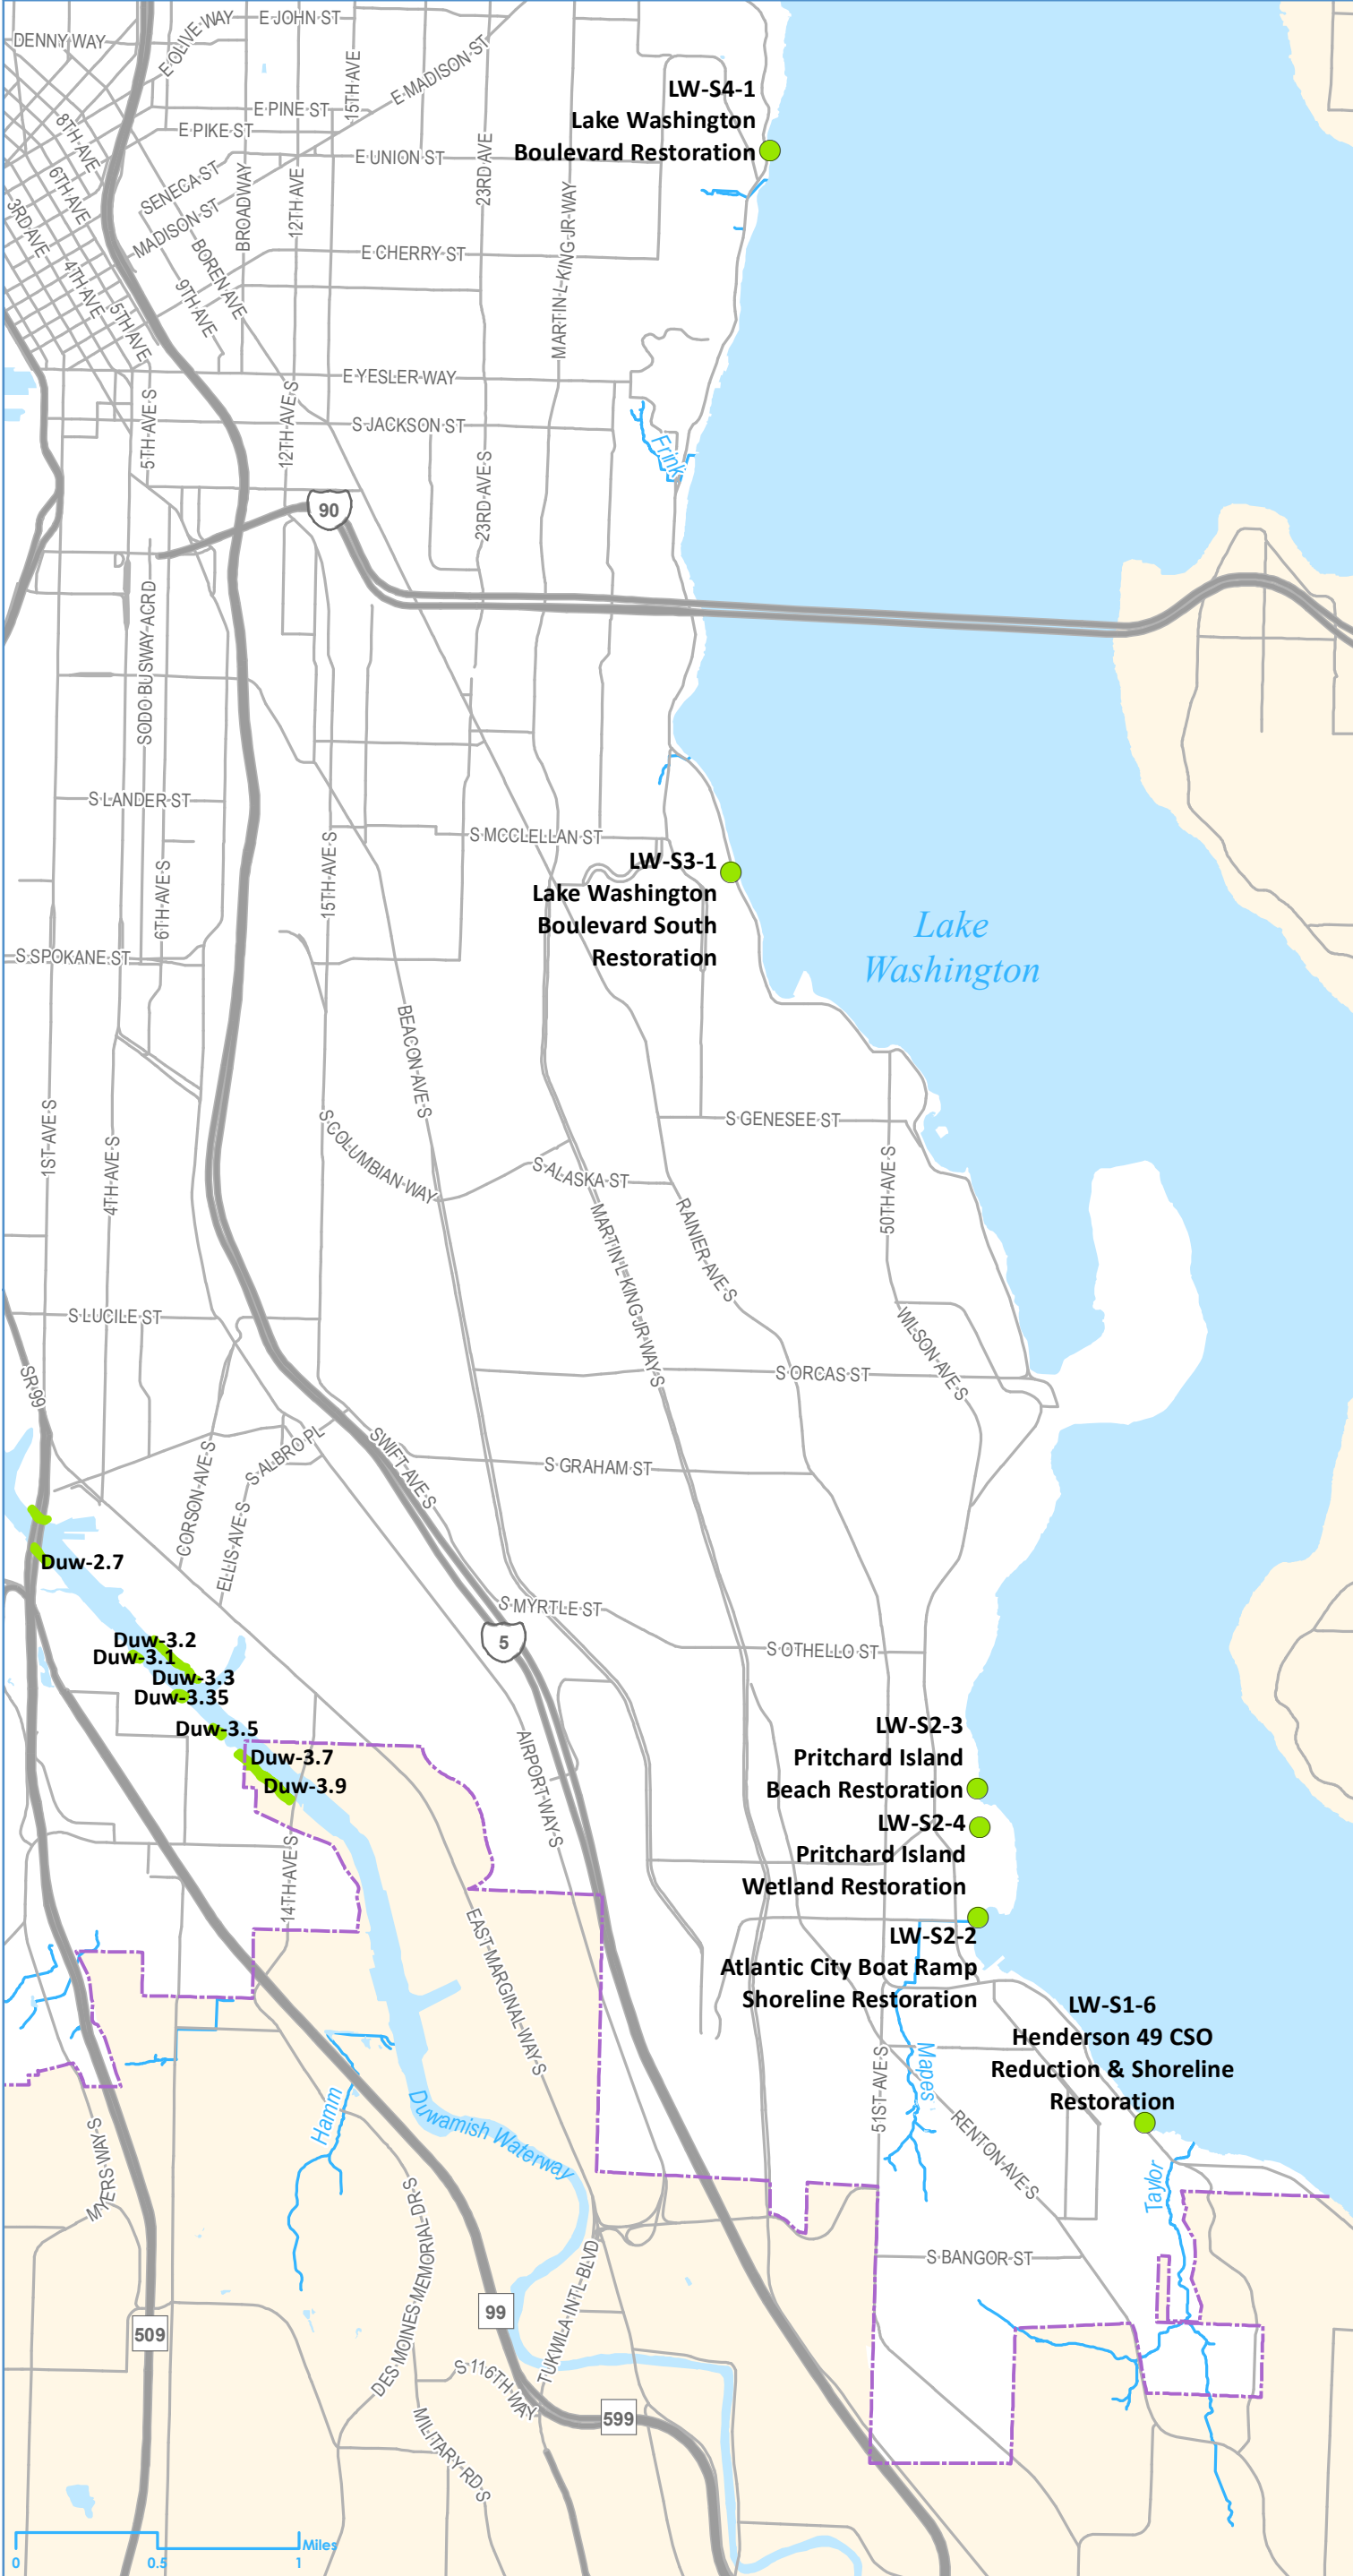 DENNY WAY
E OLIVE WAY
E JOHN ST
15TH AVE
E MADISON ST
E PINE ST
E PIKE ST
8TH AVE
E UNION ST
23RD AVE
LW-S4-1
Lake Washington
Boulevard Restoration
6TH AVE
SENECA ST
MADISON ST
BROADWAY
12TH AVE
MARTIN L KING JR WAY
3RD AVE
BOREN AVE
E CHERRY ST
4TH AVE
9TH AVE
5TH AVE
E YESLER WAY
5TH AVE S
12TH AVE S
S JACKSON ST
Frink
23RD AVE S
90
D
SODO BUSWAY ACRD
S LANDER ST
S MCCLELLAN ST
15TH AVE S
6TH AVE S
LW-S3-1
Lake Washington
Boulevard South
Restoration
Lake
Washington
S SPOKANE ST
BEACON AVE S
1ST AVE S
4TH AVE S
S COLUMBIAN WAY
S GENESEE ST
S ALASKA ST
50TH AVE S
RAINIER AVE S
MARTIN L KING JR WAY S
S LUCILE ST
WILSON AVE S
SR 99
S ORCAS ST
SWIFT AVE S
S ALBRO PL
CORSON AVE S
S GRAHAM ST
ELLIS AVE S
Duw-2.7
S MYRTLE ST
5
S OTHELLO ST
Duw-3.2
Duw-3.1
Duw-3.3
Duw-3.35
Duw-3.5
Duw-3.7
Duw-3.9
AIRPORT WAY S
LW-S2-3
Pritchard Island
Beach Restoration
LW-S2-4
Pritchard Island
Wetland Restoration
14TH AVE S
EAST MARGINAL WAY S
LW-S2-2
Atlantic City Boat Ramp
Shoreline Restoration
LW-S1-6
Henderson 49 CSO
Reduction & Shoreline
Restoration
Mapes
51ST AVE S
RENTON AVE S
Hamm
Duwamish Waterway
MYERS WAY S
Taylor
DES MOINES MEMORIAL DR S
S BANGOR ST
TUKWILA INTL BLVD
99
509
S 116TH WAY
599
MILITARY RD S
Miles
0
0.5
1